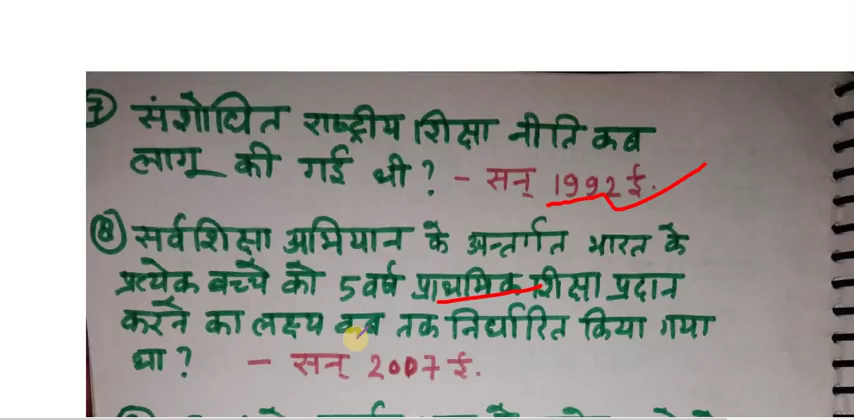 7 संशोधित राष्ट्रीय शिक्षा नीति कब
लागू की गई थी? - सन् 1992 ई.
8 सर्वशिक्षा अभियान के अन्तर्गत भारत के
प्रत्येक बच्चे को 5 वर्ष प्राथमिक शिक्षा प्रदान
करने का लक्ष्य कब तक निर्धारित किया गया
था? - सन् 2007 ई.